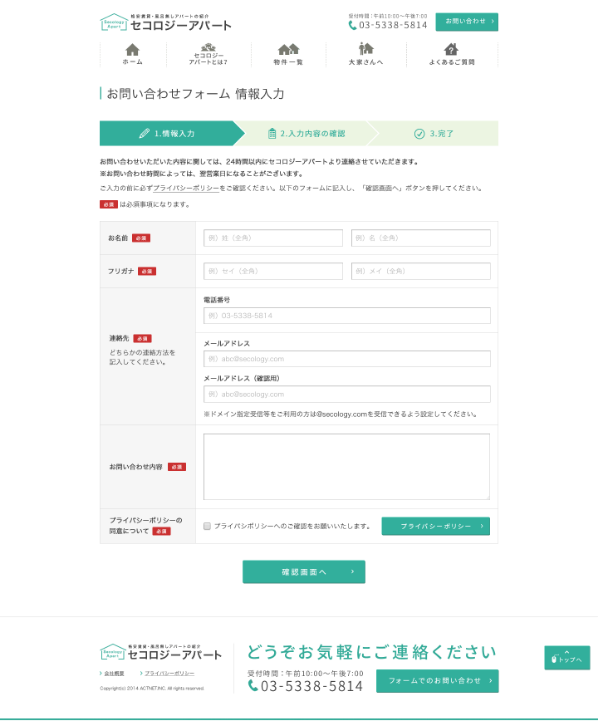 格安賃貸・風呂無しアパートの紹介
Secology Apart セコロジーアパート
受付時間：午前10:00〜午後7:00
03-5338-5814
お問い合わせ
ホーム
セコロジー
アパートとは?
物件一覧
大家さんへ
よくあるご質問
お問い合わせフォーム 情報入力
1.情報入力
2.入力内容の確認
3.完了
お問い合わせいただいた内容に関しては、24時間以内にセコロジーアパートより連絡させていただきます。
※お問い合わせ時間によっては、翌営業日になることがございます。
ご入力の前に必ずプライバシーポリシーをご確認ください。以下のフォームに記入し、「確認画面へ」ボタンを押してください。
必須 は必須事項になります。
お名前 必須
例）姓（全角）
例）名（全角）
フリガナ 必須
例）セイ（全角）
例）メイ（全角）
連絡先 必須
どちらかの連絡方法を
記入してください。
電話番号
例）03-5338-5814
メールアドレス
例）abc@secology.com
メールアドレス（確認用）
例）abc@secology.com
※ドメイン指定受信等をご利用の方は@secology.comを受信できるよう設定してください。
お問い合わせ内容 必須
プライバシーポリシーの
同意について 必須
プライバシポリシーへのご確認をお願いいたします。
プライバシーポリシー
確認画面へ
格安賃貸・風呂無しアパートの紹介
Secology Apart セコロジーアパート
会社概要
プライバシーポリシー
Copyright(c) 2014 ACTNET.INC. All rights reserved.
どうぞお気軽にご連絡ください
受付時間：午前10:00〜午後7:00
03-5338-5814
フォームでのお問い合わせ
トップへ